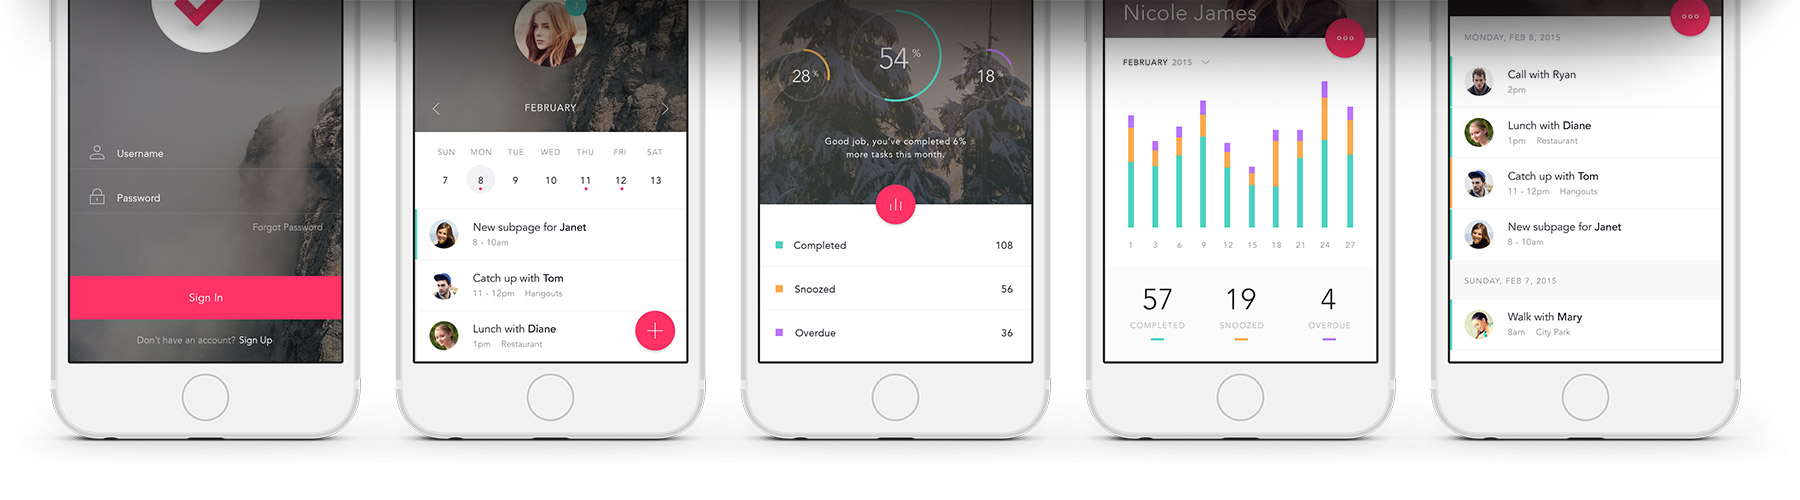 Username
Password
Forgot Password
Sign In
Don't have an account? Sign Up
3
FEBRUARY
SUN MON TUE WED THU FRI SAT
7 8 9 10 11 12 13
New subpage for Janet
8 - 10am
Catch up with Tom
11 - 12pm Hangouts
Lunch with Diane
1pm Restaurant
28%
54%
18%
Good job, you've completed 6%
more tasks this month.
Completed 108
Snoozed 56
Overdue 36
Nicole James
FEBRUARY 2015
1 3 6 9 12 15 18 21 24 27
57 19 4
COMPLETED SNOOZED OVERDUE
MONDAY, FEB 8, 2015
Call with Ryan
2pm
Lunch with Diane
1pm Restaurant
Catch up with Tom
11 - 12pm Hangouts
New subpage for Janet
8 - 10am
SUNDAY, FEB 7, 2015
Walk with Mary
8am City Park